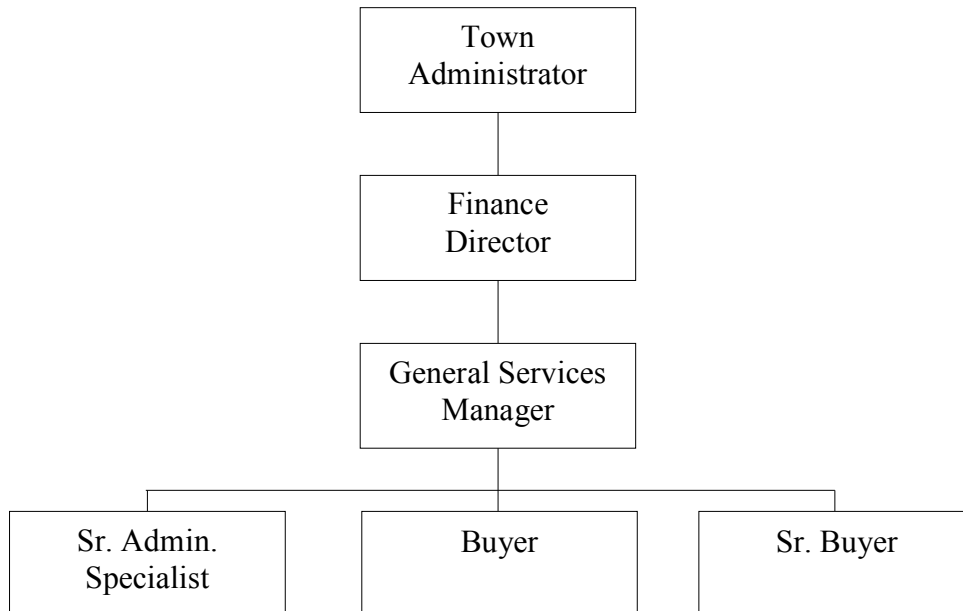 Town
Administrator
Finance
Director
General Services
Manager
Sr. Admin.
Specialist
Buyer
Sr. Buyer